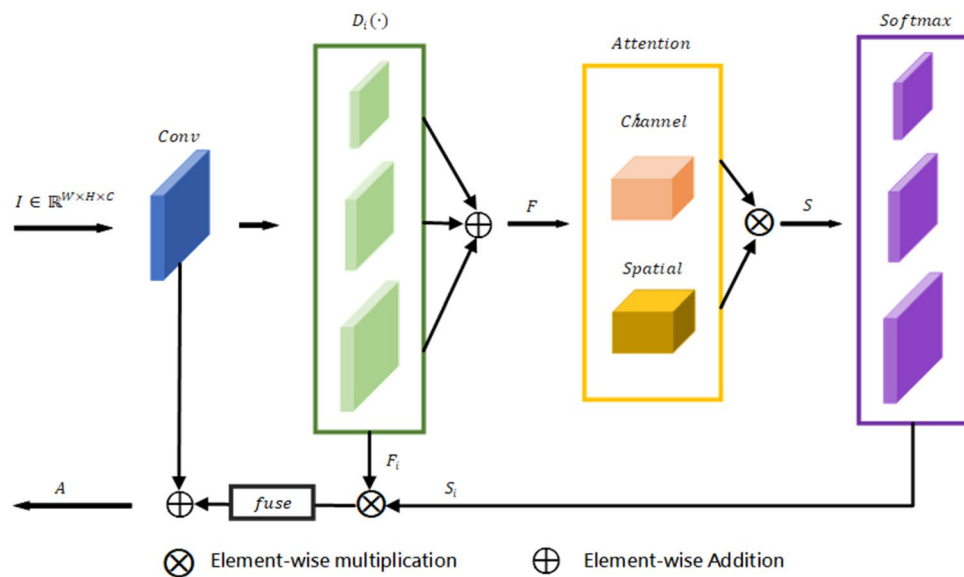 D_i(·)
Softmax
Attention
Conv
Channel
I ∈ ℝ^{W×H×C}
F
S
Spatial
F_i
A
fuse
S_i
Element-wise multiplication
Element-wise Addition